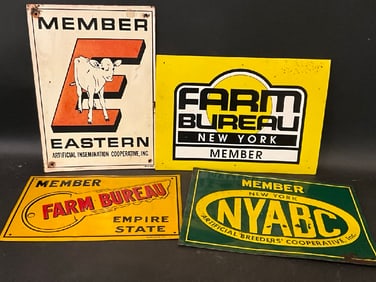 MEMBER
E
EASTERN
ARTIFICIAL INSEMINATION COOPERATIVE, INC.
FARM
BUREAU
NEW YORK
MEMBER
MEMBER
FARM BUREAU
EMPIRE
STATE
MEMBER
NEW YORK
NYABC
ARTIFICIAL BREEDERS' COOPERATIVE, Inc.